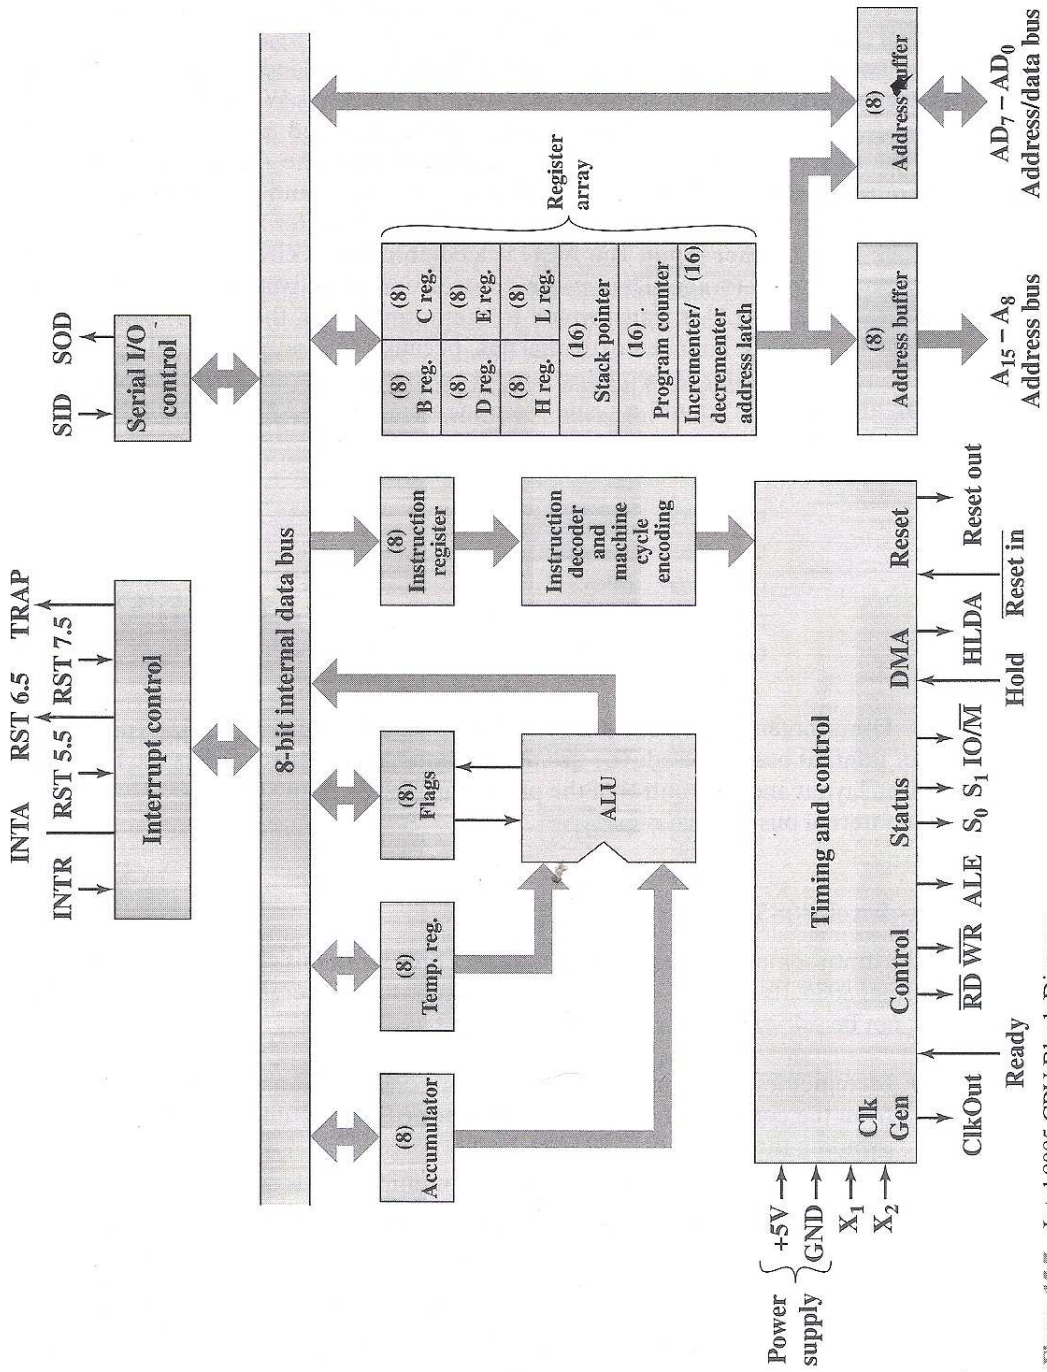 INTA RST 6.5 TRAP
INTR RST 5.5 RST 7.5
SID SOD
Interrupt control
Serial I/O
control
8-bit internal data bus
(8)
Accumulator
(8)
Temp. reg.
(8)
Flags
ALU
(8)
Instruction
register
Instruction
decoder
and
machine
cycle
encoding
(8)
B reg.
(8)
C reg.
(8)
D reg.
(8)
E reg.
(8)
H reg.
(8)
L reg.
(16)
Stack pointer
(16)
Program counter
Incrementer/ (16)
decrementer
address latch
Register
array
Power
supply
+5V
GND
X₁
X₂
Timing and control
Clk
Gen
Control
Status
DMA
Reset
ClkOut
Ready
R̅D̅ W̅R̅ ALE S₀ S₁ IO/M̅
Hold
HLDA
R̅e̅s̅e̅t̅ ̅i̅n̅
Reset out
(8)
Address buffer
A₁₅ – A₈
Address bus
(8)
Address buffer
AD₇ – AD₀
Address/data bus